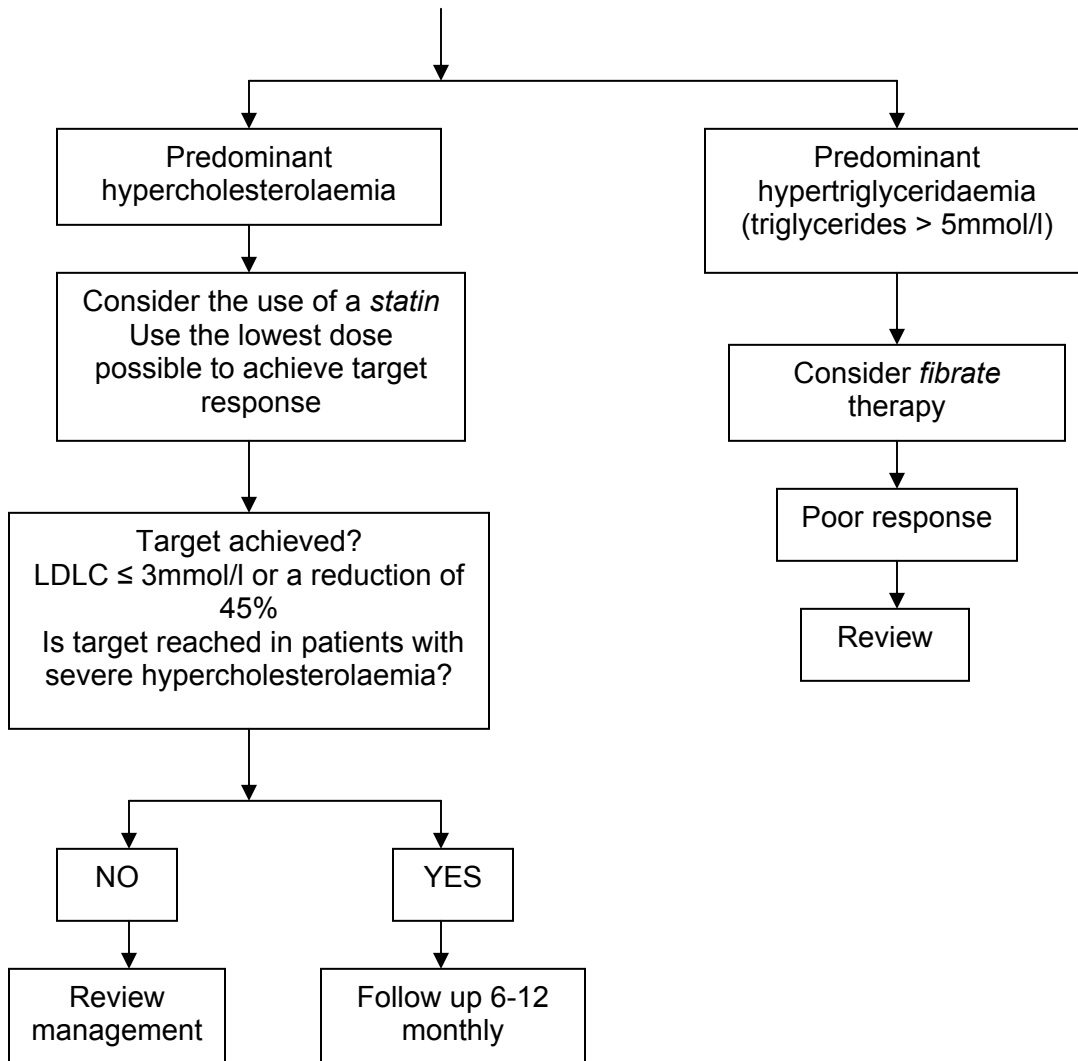 Predominant
hypercholesterolaemia
Predominant
hypertriglyceridaemia
(triglycerides > 5mmol/l)
Consider the use of a statin
Use the lowest dose
possible to achieve target
response
Consider fibrate
therapy
Poor response
Review
Target achieved?
LDLC ≤ 3mmol/l or a reduction of
45%
Is target reached in patients with
severe hypercholesterolaemia?
NO
YES
Review
management
Follow up 6-12
monthly